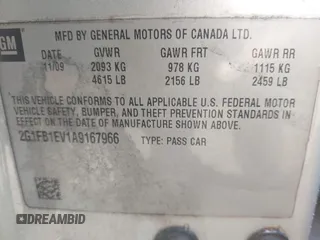 GM
MFD BY GENERAL MOTORS OF CANADA LTD.
DATE GVWR GAWR FRT GAWR RR
11/09 2093 KG 978 KG 1115 KG
4615 LB 2156 LB 2459 LB
THIS VEHICLE CONFORMS TO ALL APPLICABLE U.S. FEDERAL MOTOR
VEHICLE SAFETY, BUMPER, AND THEFT PREVENTION STANDARDS IN
EFFECT ON THE DATE OF MANUFACTURE SHOWN ABOVE.
2G1FB1EV1A9167966 TYPE: PASS CAR
DREAMBID